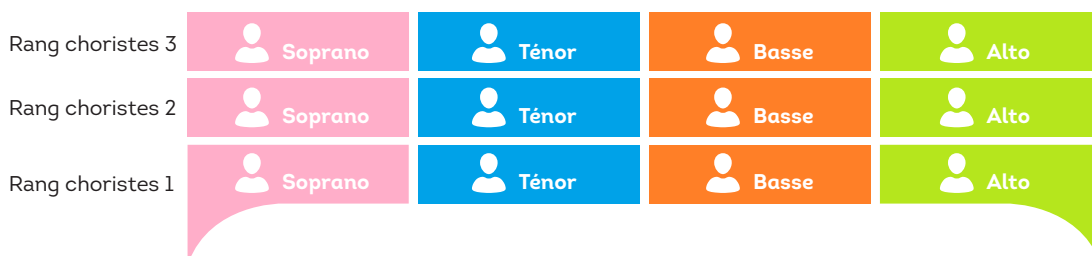 Rang choristes 3 Soprano Ténor Basse Alto
Rang choristes 2 Soprano Ténor Basse Alto
Rang choristes 1 Soprano Ténor Basse Alto